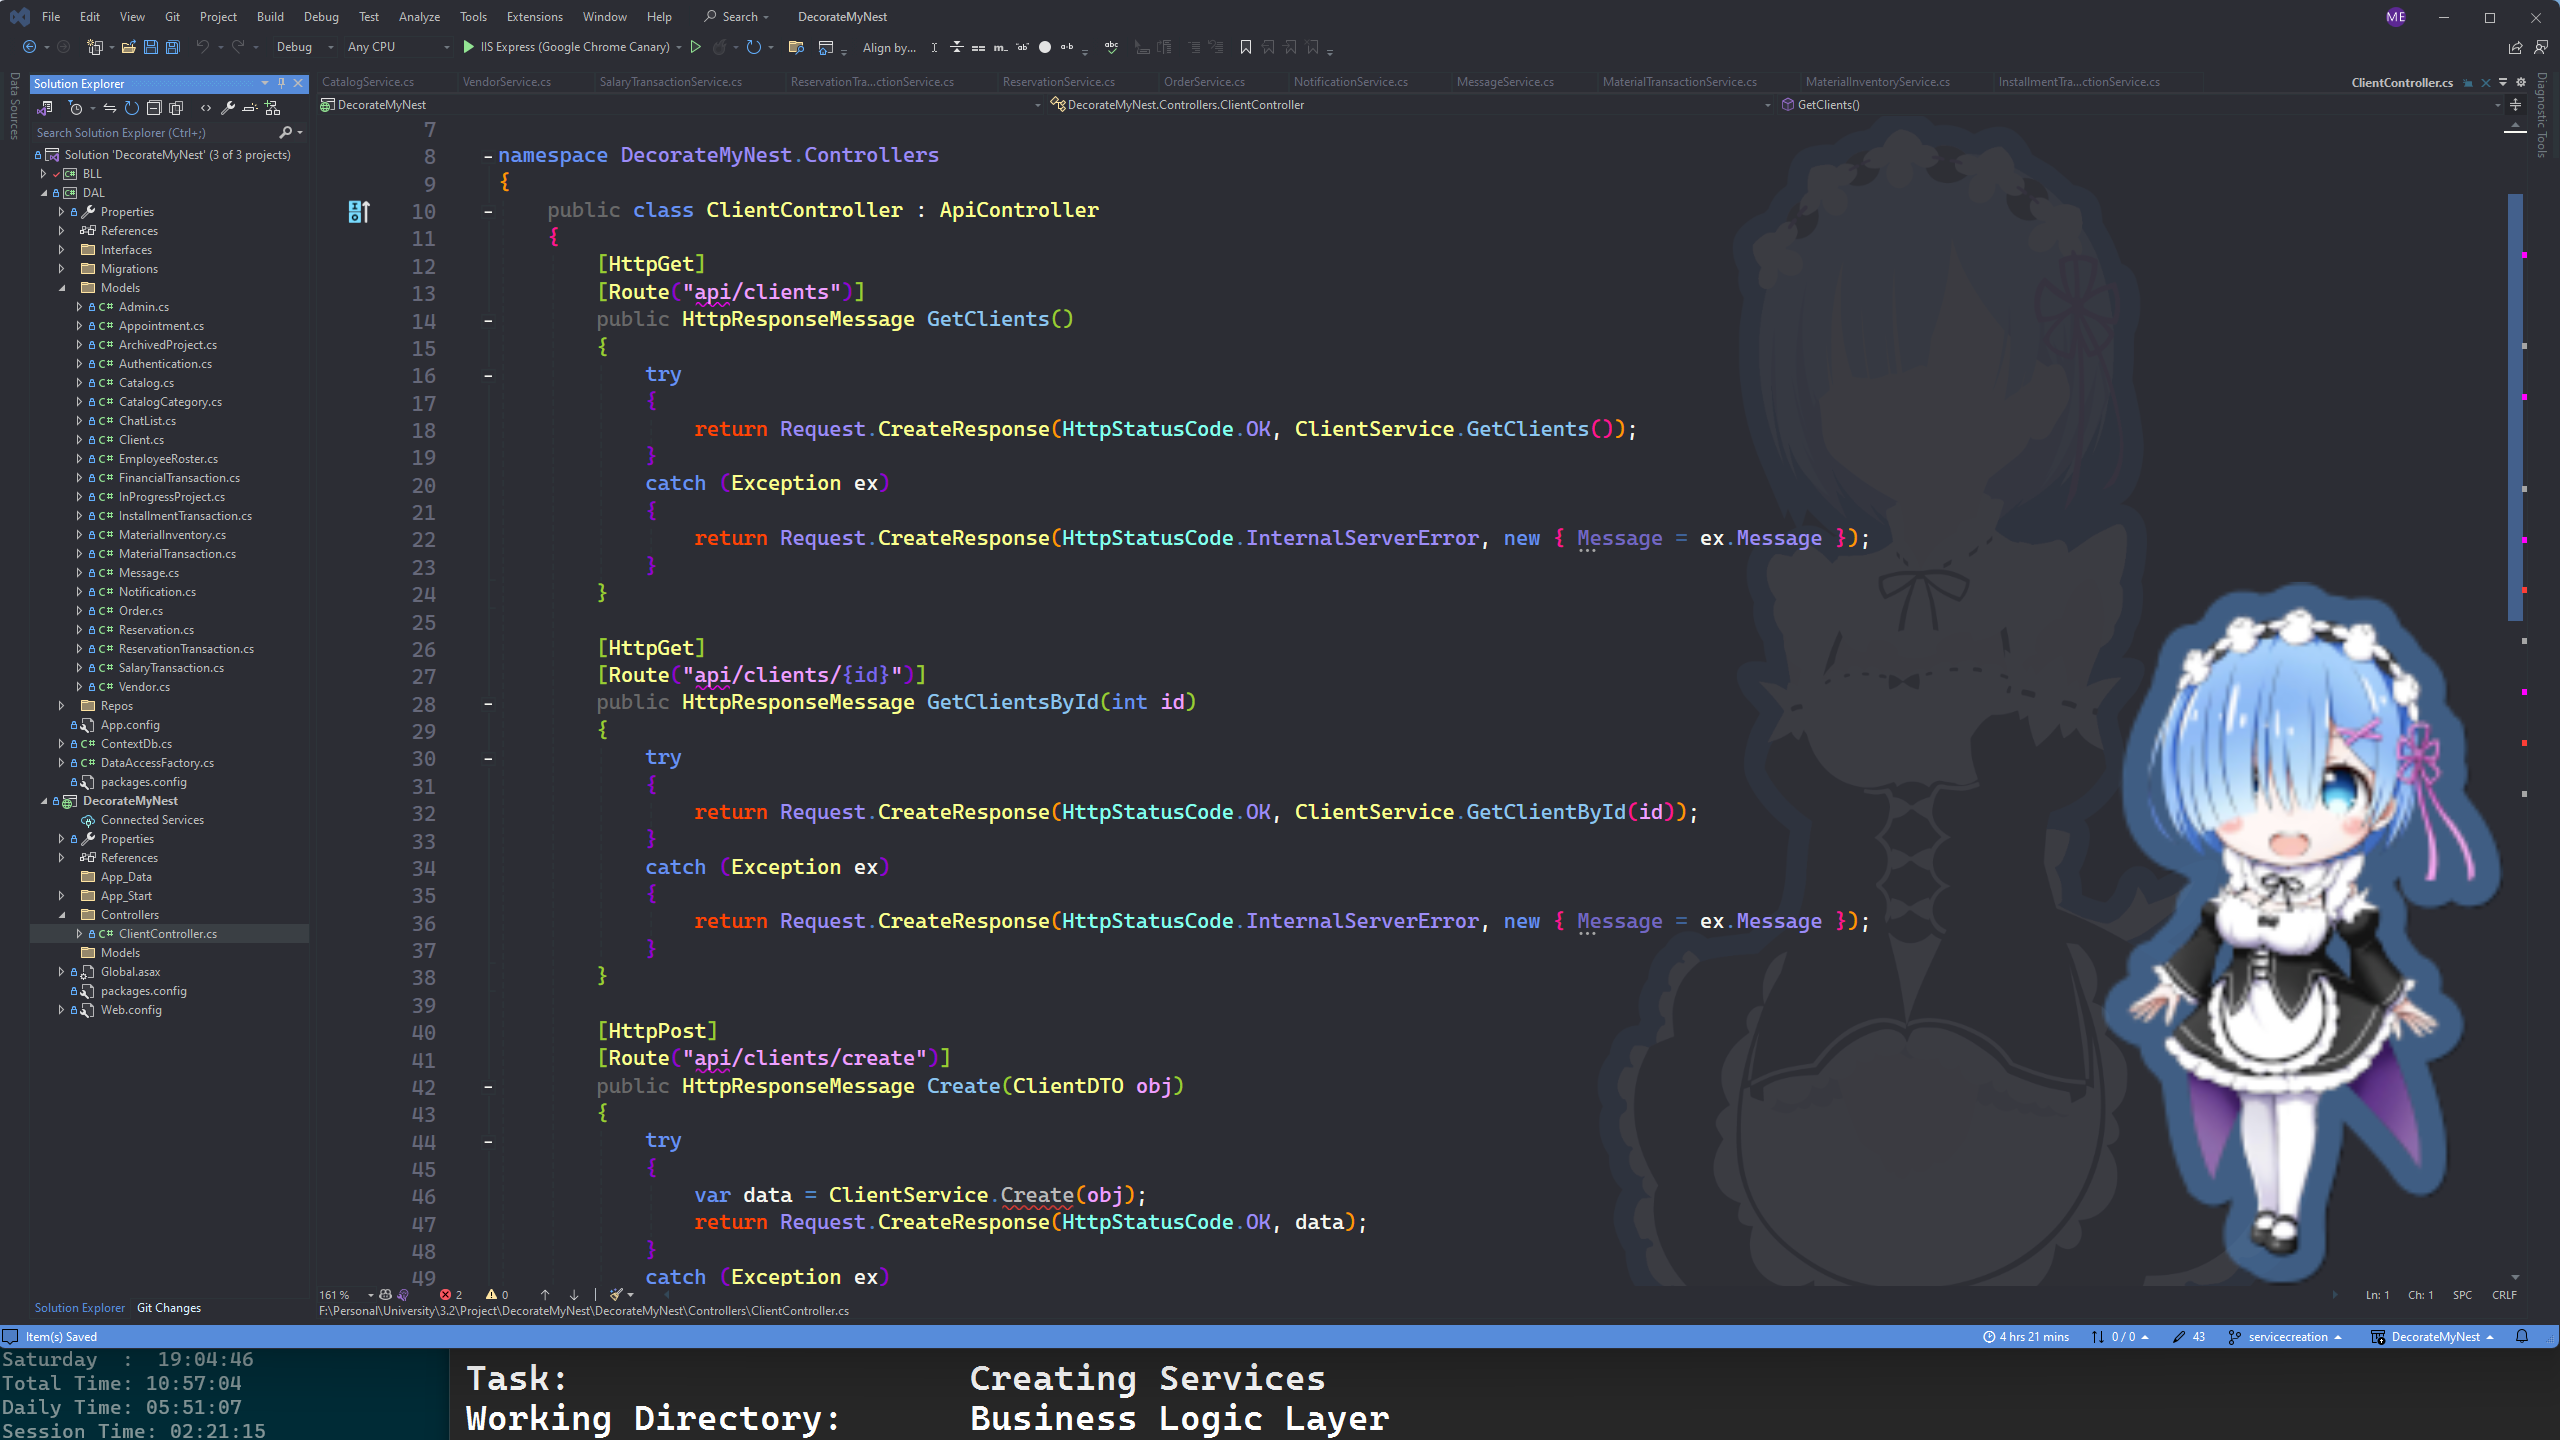 File Edit View Git Project Build Debug Test Analyze Tools Extensions Window Help Search DecorateMyNest ME
Debug Any CPU IIS Express (Google Chrome Canary) Align by...
Data Sources
Solution Explorer
Search Solution Explorer (Ctrl+;)
Solution 'DecorateMyNest' (3 of 3 projects)
BLL
DAL
Properties
References
Interfaces
Migrations
Models
Admin.cs
Appointment.cs
ArchivedProject.cs
Authentication.cs
Catalog.cs
CatalogCategory.cs
ChatList.cs
Client.cs
EmployeeRoster.cs
FinancialTransaction.cs
InProgressProject.cs
InstallmentTransaction.cs
MaterialInventory.cs
MaterialTransaction.cs
Message.cs
Notification.cs
Order.cs
Reservation.cs
ReservationTransaction.cs
SalaryTransaction.cs
Vendor.cs
Repos
App.config
ContextDb.cs
DataAccessFactory.cs
packages.config
DecorateMyNest
Connected Services
Properties
References
App_Data
App_Start
Controllers
ClientController.cs
Models
Global.asax
packages.config
Web.config
Solution Explorer Git Changes
CatalogService.cs VendorService.cs SalaryTransactionService.cs ReservationTra...ctionService.cs ReservationService.cs OrderService.cs NotificationService.cs MessageService.cs MaterialTransactionService.cs MaterialInventoryService.cs InstallmentTra...ctionService.cs ClientController.cs
DecorateMyNest DecorateMyNest.Controllers.ClientController GetClients()
Diagnostic Tools
7
8 namespace DecorateMyNest.Controllers
9 {
10 public class ClientController : ApiController
11 {
12 [HttpGet]
13 [Route("api/clients")]
14 public HttpResponseMessage GetClients()
15 {
16 try
17 {
18 return Request.CreateResponse(HttpStatusCode.OK, ClientService.GetClients());
19 }
20 catch (Exception ex)
21 {
22 return Request.CreateResponse(HttpStatusCode.InternalServerError, new { Message = ex.Message });
23 }
24 }
25
26 [HttpGet]
27 [Route("api/clients/{id}")]
28 public HttpResponseMessage GetClientsById(int id)
29 {
30 try
31 {
32 return Request.CreateResponse(HttpStatusCode.OK, ClientService.GetClientById(id));
33 }
34 catch (Exception ex)
35 {
36 return Request.CreateResponse(HttpStatusCode.InternalServerError, new { Message = ex.Message });
37 }
38 }
39
40 [HttpPost]
41 [Route("api/clients/create")]
42 public HttpResponseMessage Create(ClientDTO obj)
43 {
44 try
45 {
46 var data = ClientService.Create(obj);
47 return Request.CreateResponse(HttpStatusCode.OK, data);
48 }
49 catch (Exception ex)
161 % 2 0 Ln: 1 Ch: 1 SPC CRLF
F:\Personal\University\3.2\Project\DecorateMyNest\DecorateMyNest\Controllers\ClientController.cs
Item(s) Saved 4 hrs 21 mins 0 / 0 43 servicecreation DecorateMyNest
Saturday : 19:04:46
Total Time: 10:57:04
Daily Time: 05:51:07
Session Time: 02:21:15
Task: Creating Services
Working Directory: Business Logic Layer